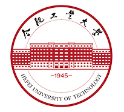 合肥工业大学
1945
HEFEI UNIVERSITY OF TECHNOLOGY